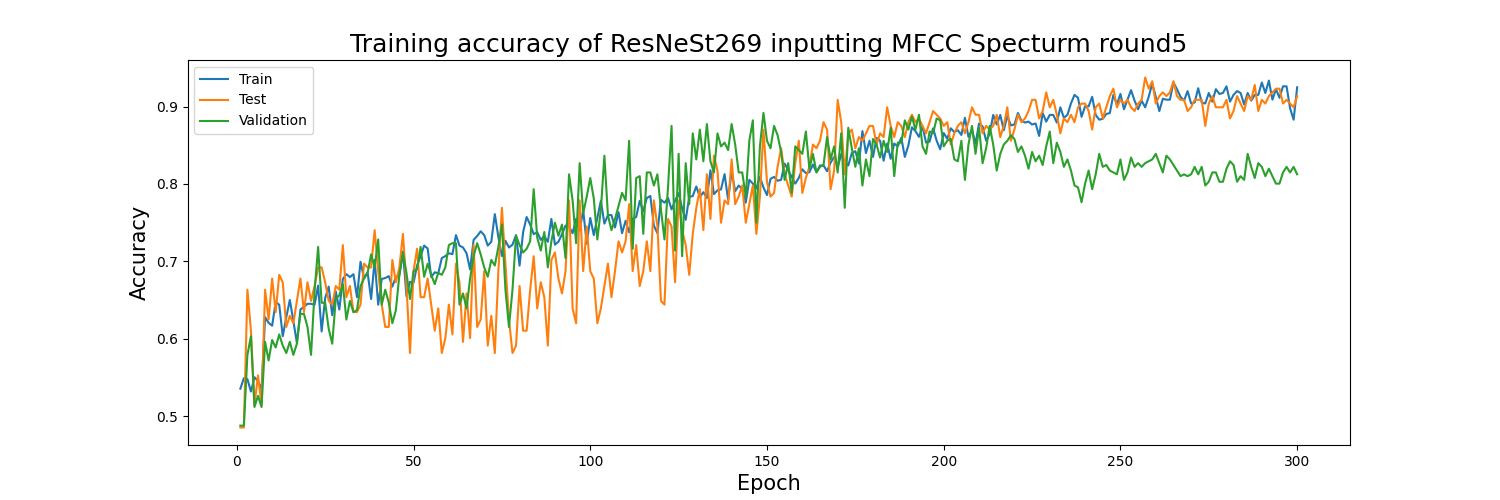 Training accuracy of ResNeSt269 inputting MFCC Specturm round5
Train
Test
Validation
Accuracy
0.9
0.8
0.7
0.6
0.5
0 50 100 150 200 250 300
Epoch